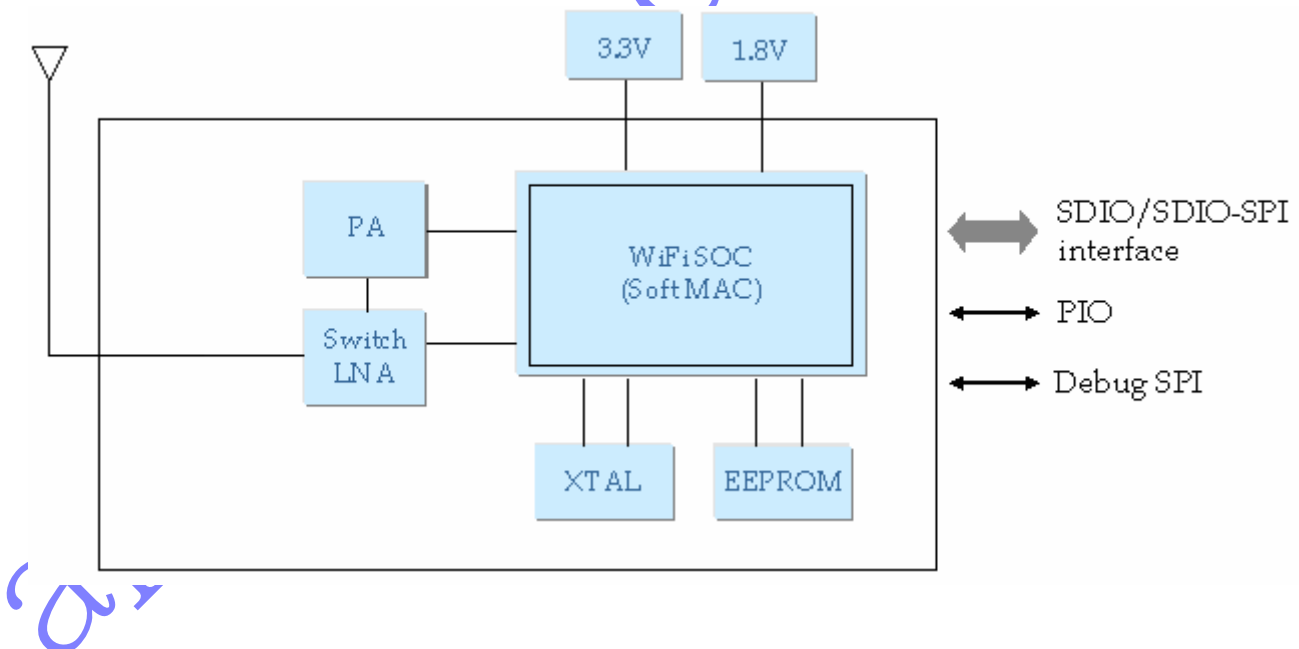 3.3V
1.8V
PA
WiFiSOC
(SoftMAC)
Switch
LNA
XTAL
EEPROM
SDIO/SDIO-SPI
interface
PIO
Debug SPI